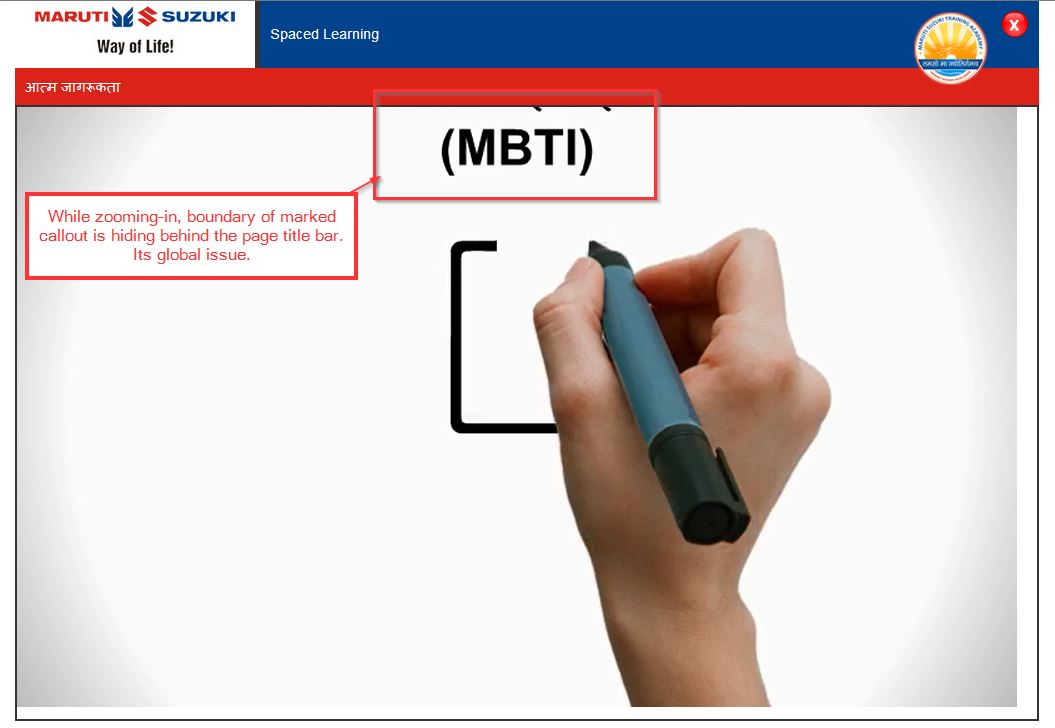 MARUTI SUZUKI
Way of Life!
Spaced Learning
MARUTI SUZUKI TRAINING ACADEMY
तमसो मा ज्योतिर्गमय
X
आत्म जागरूकता
(MBTI)
While zooming-in, boundary of marked
callout is hiding behind the page title bar.
Its global issue.